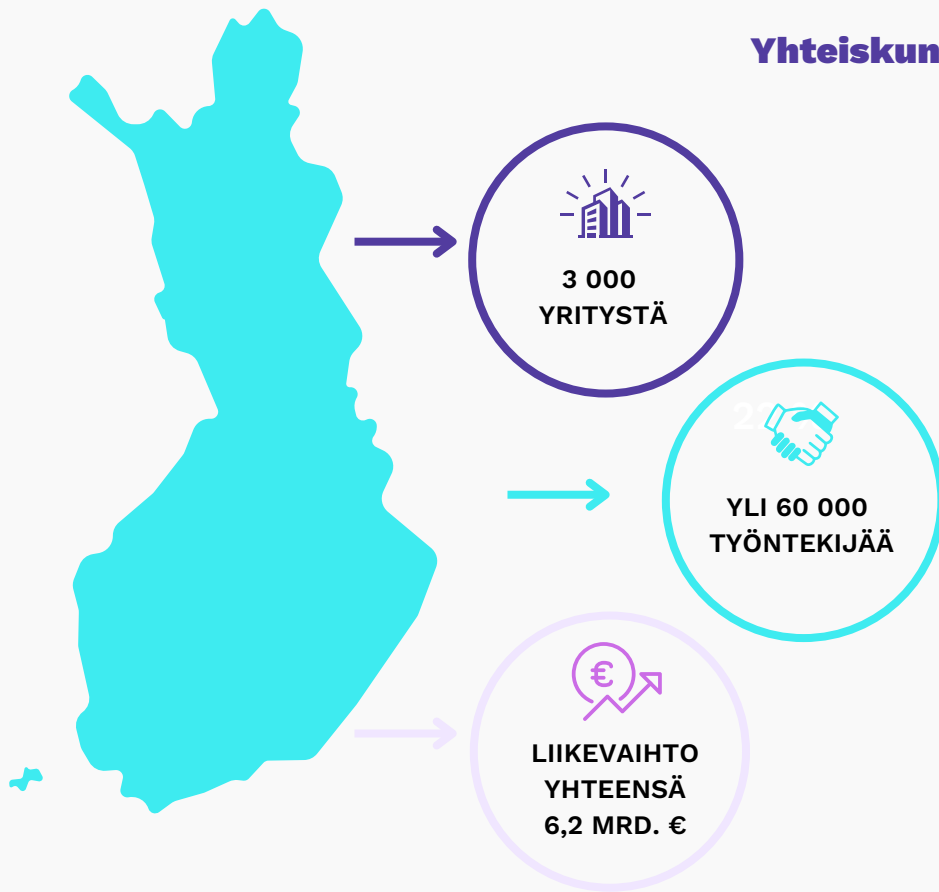 Yhteiskun
3 000
YRITYSTÄ
YLI 60 000
TYÖNTEKIJÄÄ
€
LIIKEVAIHTO
YHTEENSÄ
6,2 MRD. €